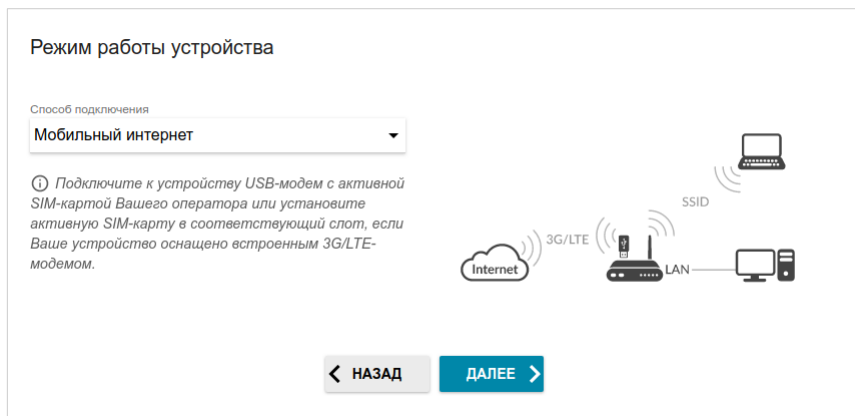 Режим работы устройства
Способ подключения
Мобильный интернет
Подключите к устройству USB-модем с активной
SIM-картой Вашего оператора или установите
активную SIM-карту в соответствующий слот, если
Ваше устройство оснащено встроенным 3G/LTE-
модемом.
SSID
3G/LTE
Internet
LAN
НАЗАД
ДАЛЕЕ